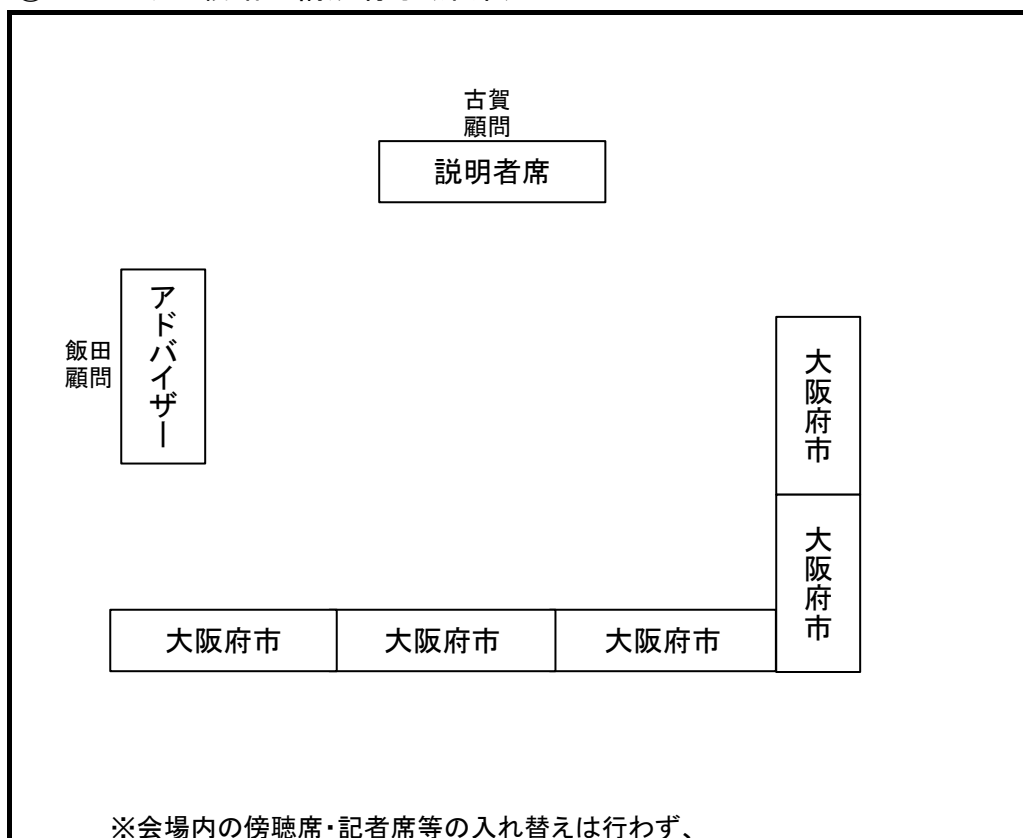 古賀
顧問
説明者席
アドバイザー
飯田
顧問
大阪府市
大阪府市
大阪府市
大阪府市
大阪府市
※会場内の傍聴席・記者席等の入れ替えは行わず、